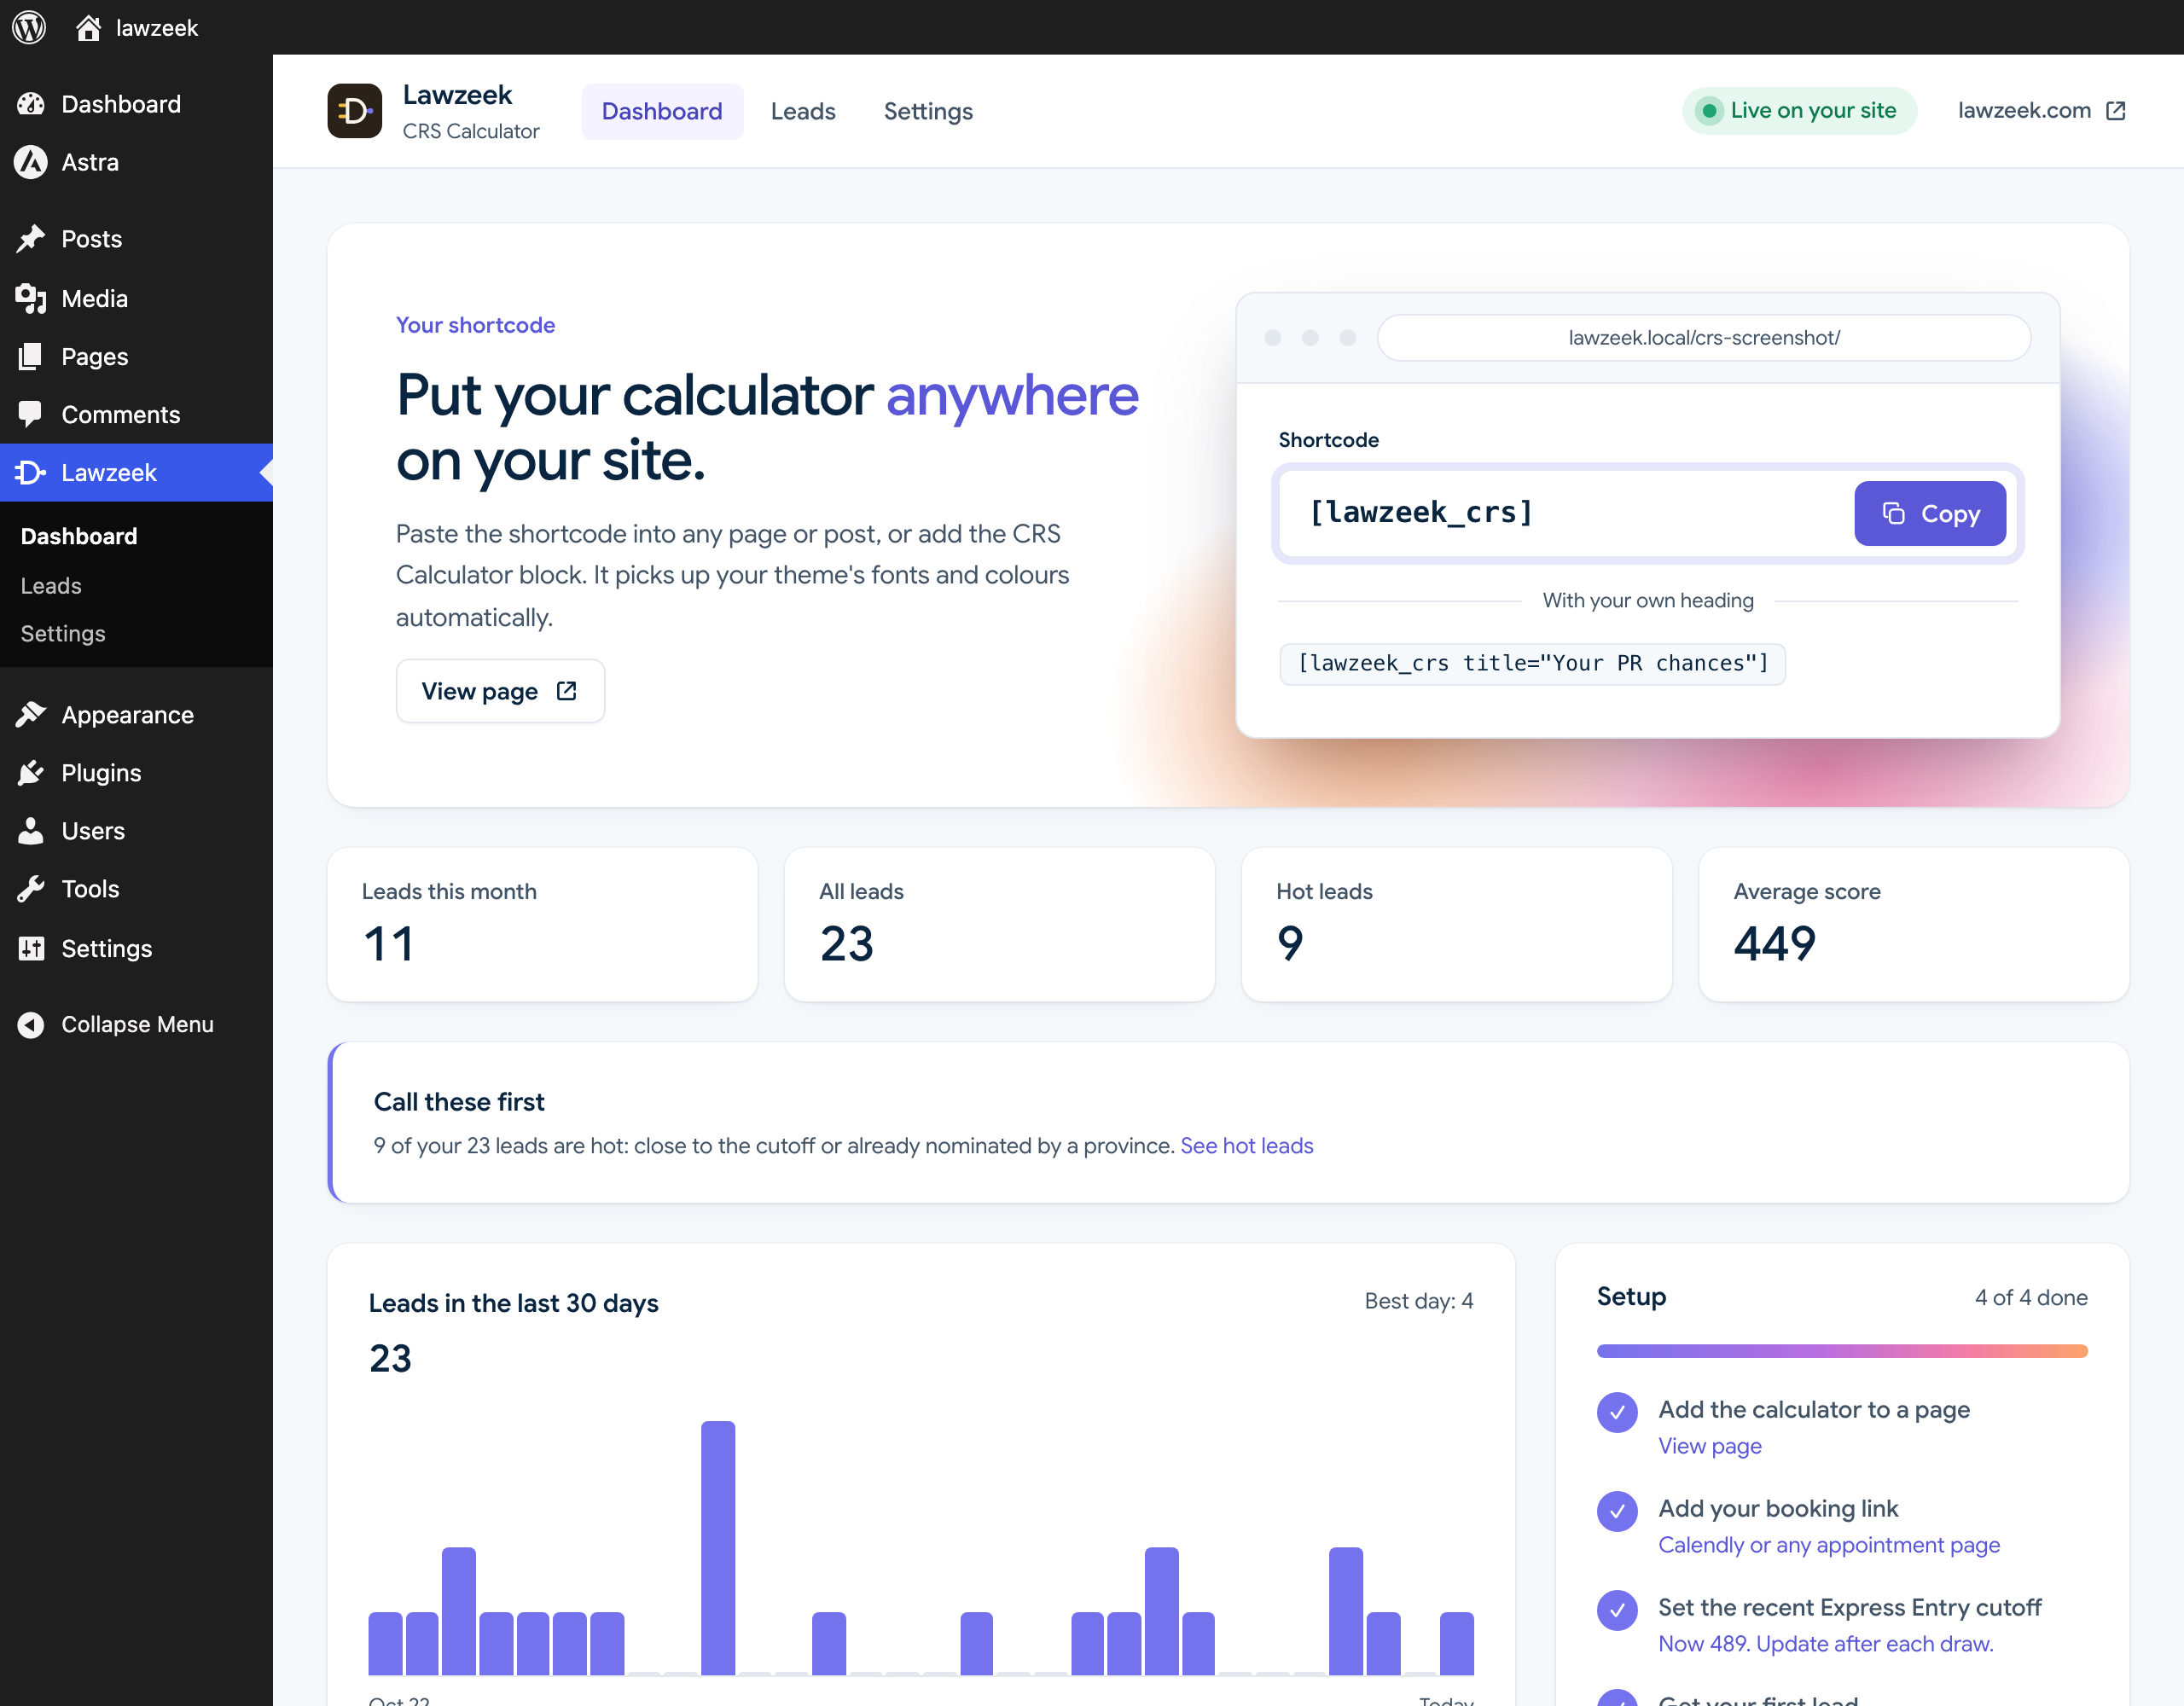 lawzeek
Dashboard
Astra
Posts
Media
Pages
Comments
Lawzeek
Dashboard
Leads
Settings
Appearance
Plugins
Users
Tools
Settings
Collapse Menu
Lawzeek
CRS Calculator
Dashboard
Leads
Settings
Live on your site
lawzeek.com
Your shortcode
Put your calculator anywhere
on your site.
Paste the shortcode into any page or post, or add the CRS
Calculator block. It picks up your theme's fonts and colours
automatically.
View page
lawzeek.local/crs-screenshot/
Shortcode
[lawzeek_crs]
Copy
With your own heading
[lawzeek_crs title="Your PR chances"]
Leads this month
11
All leads
23
Hot leads
9
Average score
449
Call these first
9 of your 23 leads are hot: close to the cutoff or already nominated by a province. See hot leads
Leads in the last 30 days
Best day: 4
23
Oct 22
Today
Setup
4 of 4 done
Add the calculator to a page
View page
Add your booking link
Calendly or any appointment page
Set the recent Express Entry cutoff
Now 489. Update after each draw.
Get your first lead